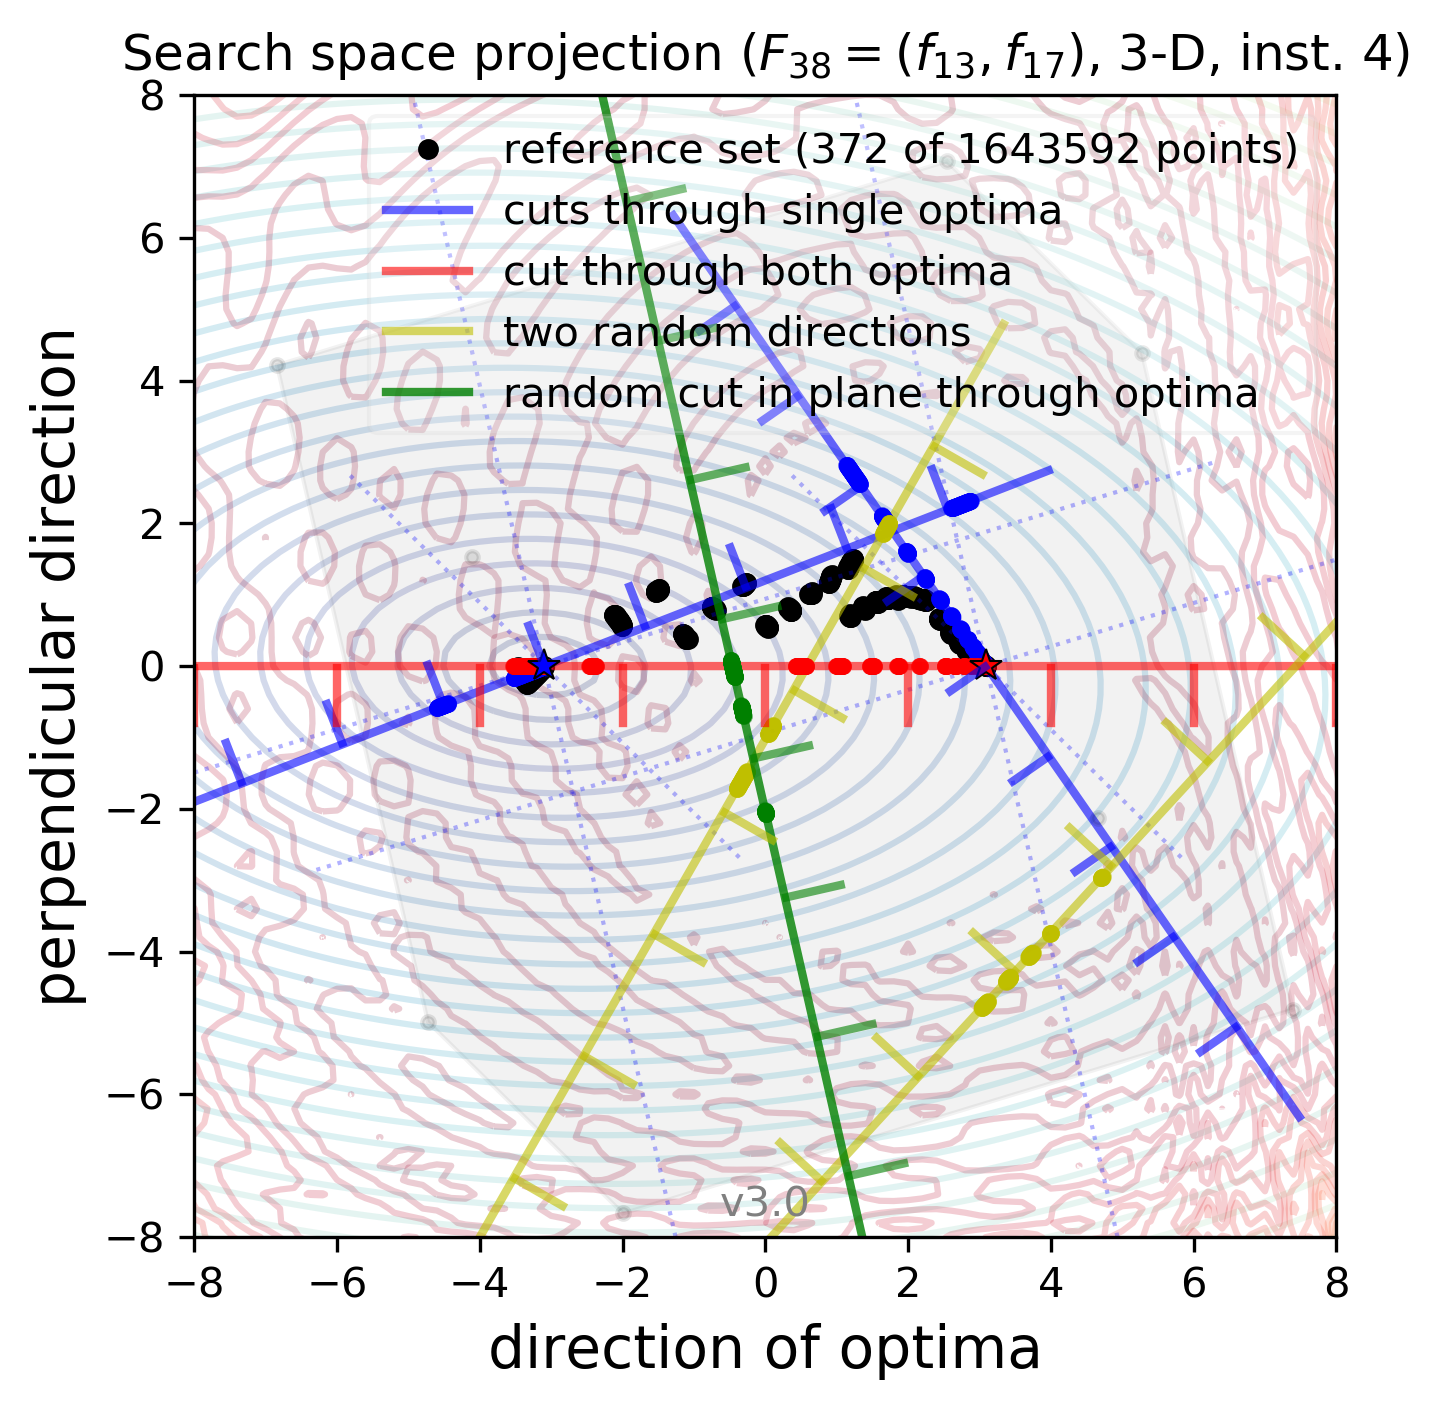 Search space projection (F₃₈ = (f₁₃, f₁₇), 3-D, inst. 4)
reference set (372 of 1643592 points)
cuts through single optima
cut through both optima
two random directions
random cut in plane through optima
8
6
4
2
0
−2
−4
−6
−8
perpendicular direction
v3.0
−8 −6 −4 −2 0 2 4 6 8
direction of optima